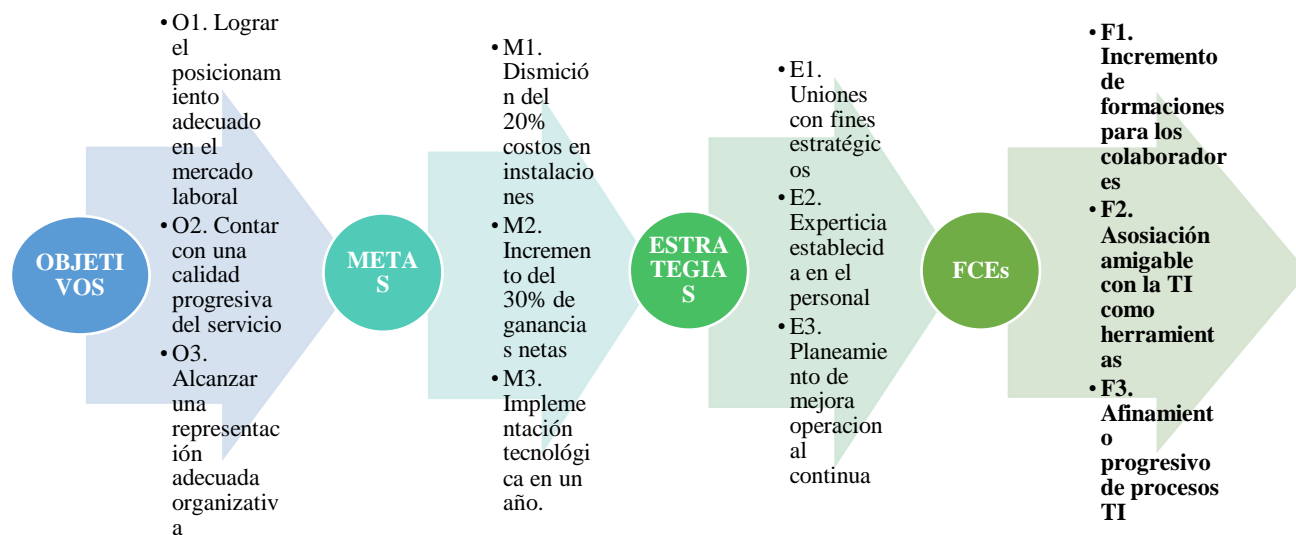 OBJETI
VOS
• O1. Lograr
el
posicionam
iento
adecuado
en el
mercado
laboral
• O2. Contar
con una
calidad
progresiva
del servicio
• O3.
Alcanzar
una
representac
ión
adecuada
organizativ
a
META
S
• M1.
Dismición
n del
20%
costos en
instalacio
nes
• M2.
Increme
nto del
30% de
ganancia
s netas
• M3.
Impleme
ntación
tecnológi
ca en un
año.
ESTRA
TEGIA
S
• E1.
Uniones
con fines
estratégic
os
• E2.
Experticia
establecid
a en el
personal
• E3.
Planeamie
nto de
mejora
operacion
al
continua
FCEs
• F1.
Incremento
de
formaciones
para los
colaborador
es
• F2.
Asosiación
amigable
con la TI
como
herramient
as
• F3.
Afinamient
o
progresivo
de procesos
TI